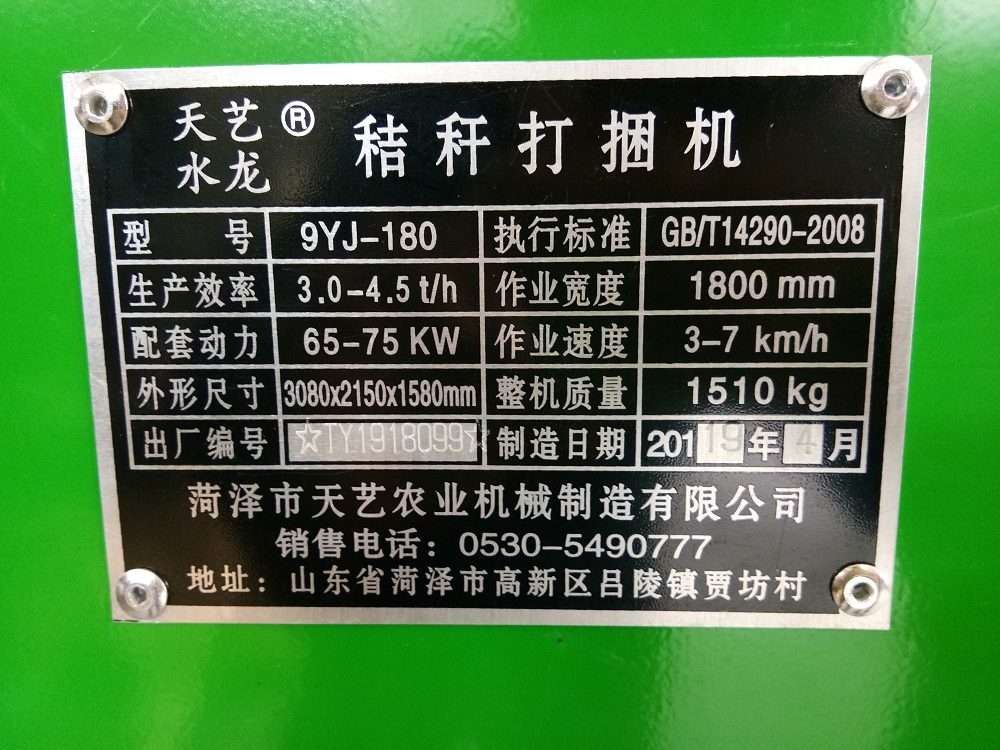 天艺® 秸秆打捆机
水龙
型 号 9YJ-180 执行标准 GB/T14290-2008
生产效率 3.0-4.5 t/h 作业宽度 1800 mm
配套动力 65-75 KW 作业速度 3-7 km/h
外形尺寸 3080x2150x1580mm 整机质量 1510 kg
出厂编号 ☆TY1918099☆ 制造日期 20119年4月
菏泽市天艺农业机械制造有限公司
销售电话：0530-5490777
地址：山东省菏泽市高新区吕陵镇贾坊村